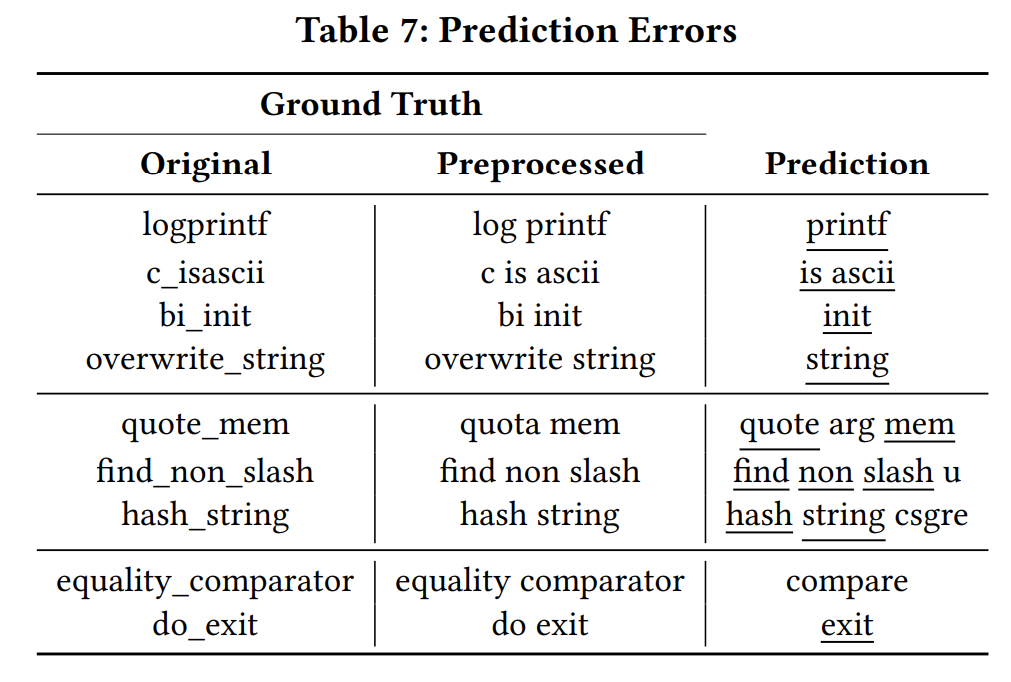 Table 7: Prediction Errors
Ground Truth
Original Preprocessed Prediction
logprintf log printf printf
c_isascii c is ascii is ascii
bi_init bi init init
overwrite_string overwrite string string
quote_mem quota mem quote arg mem
find_non_slash find non slash find non slash u
hash_string hash string hash string csgre
equality_comparator equality comparator compare
do_exit do exit exit